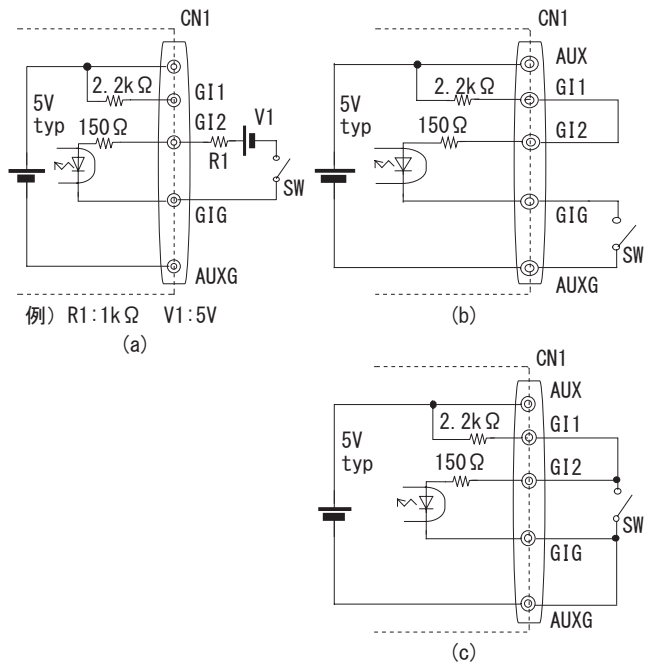 CN1
5V
typ
2.2kΩ
GI1
150Ω
GI2
V1
R1
SW
GIG
AUXG
例) R1:1kΩ V1:5V
(a)
CN1
AUX
5V
typ
2.2kΩ
GI1
150Ω
GI2
GIG
SW
AUXG
(b)
CN1
AUX
5V
typ
2.2kΩ
GI1
150Ω
GI2
SW
GIG
AUXG
(c)